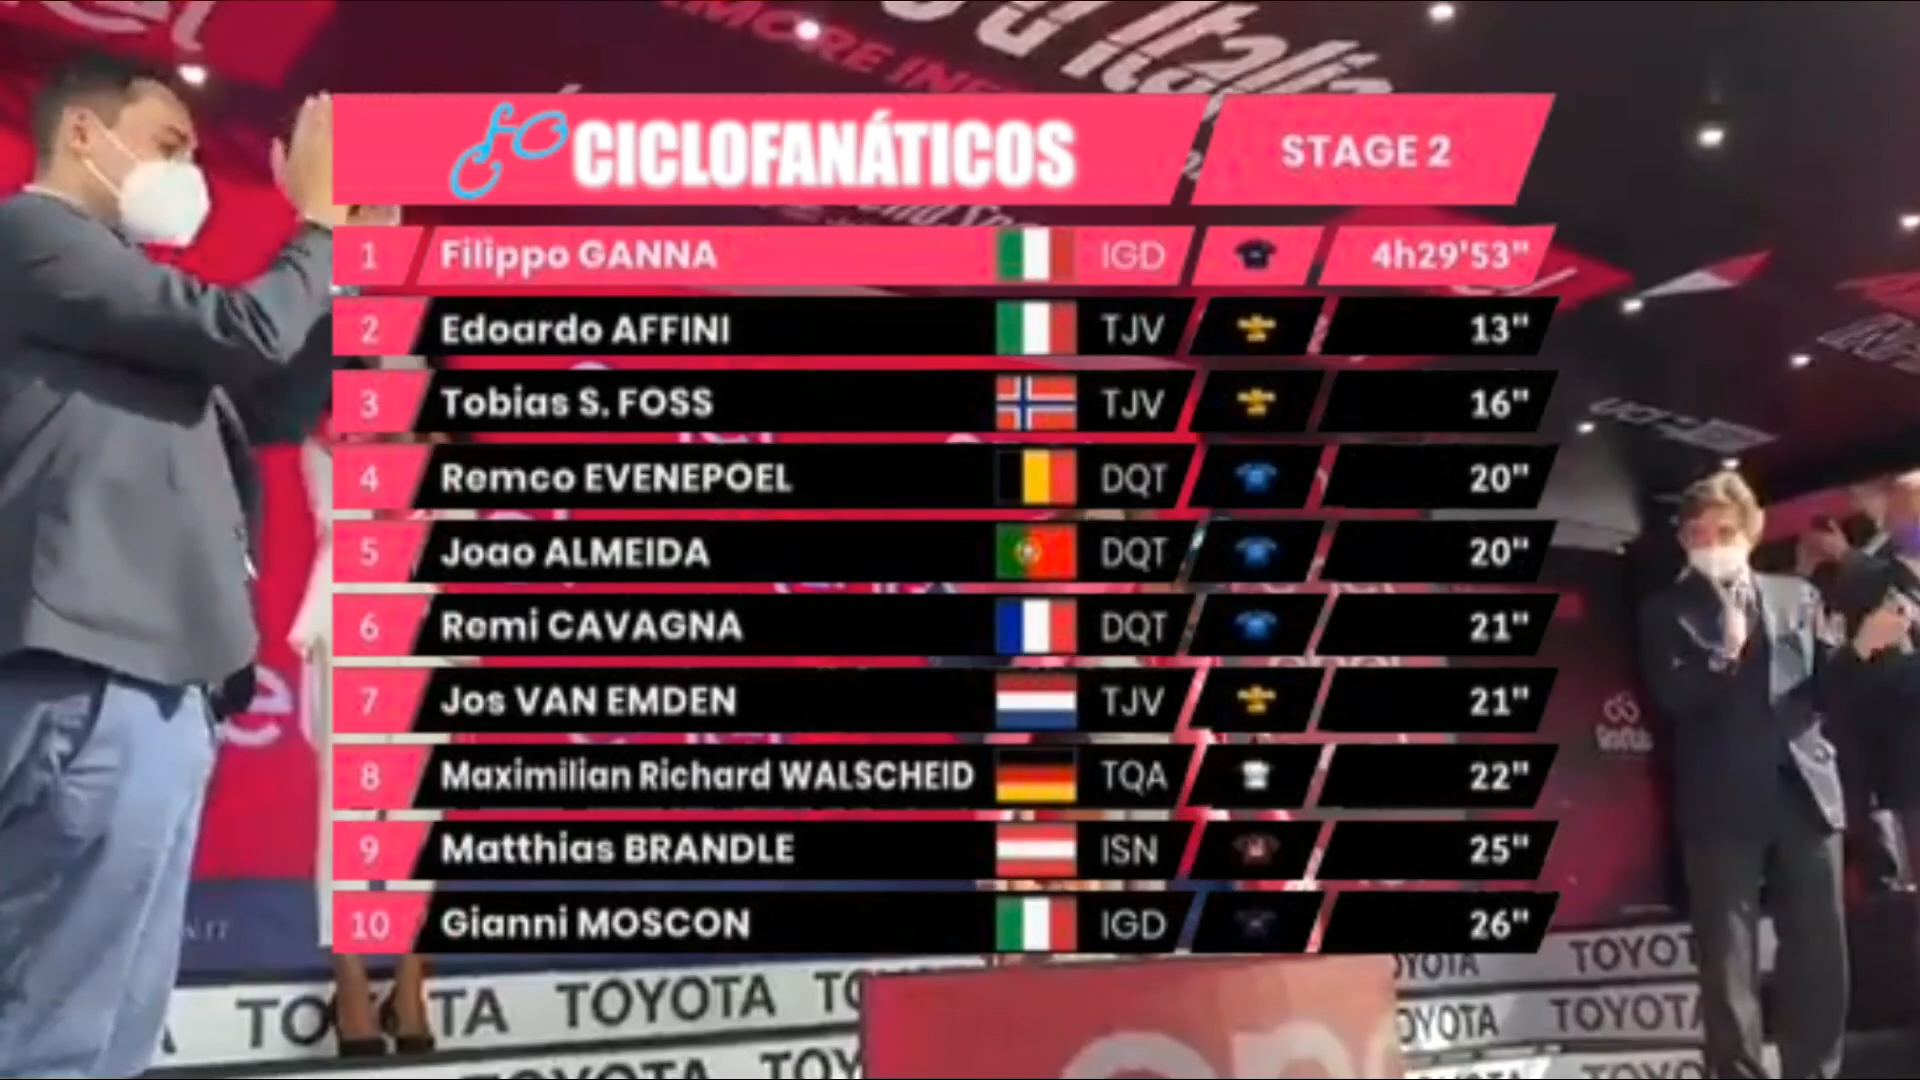 CICLOFANÁTICOS STAGE 2
1 Filippo GANNA IGD 4h29'53"
2 Edoardo AFFINI TJV 13"
3 Tobias S. FOSS TJV 16"
4 Remco EVENEPOEL DQT 20"
5 Joao ALMEIDA DQT 20"
6 Remi CAVAGNA DQT 21"
7 Jos VAN EMDEN TJV 21"
8 Maximilian Richard WALSCHEID TQA 22"
9 Matthias BRANDLE ISN 25"
10 Gianni MOSCON IGD 26"
TOYOTA TOYOTA
TOYOTA TOYOTA